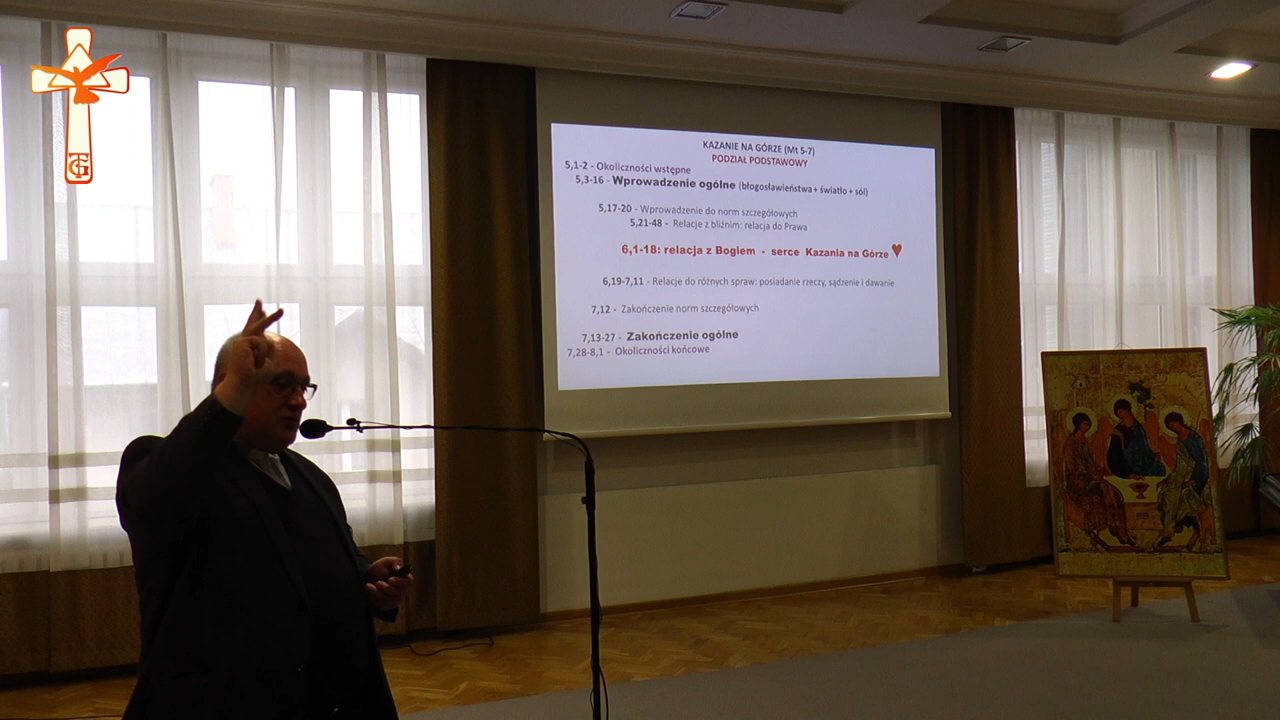 KAZANIE NA GÓRZE (Mt 5-7)
PODZIAŁ PODSTAWOWY
5,1-2 - Okoliczności wstępne
5,3-16 - Wprowadzenie ogólne (błogosławieństwa + światło + sól)
5,17-20 - Wprowadzenie do norm szczegółowych
5,21-48 - Relacje z bliźnim: relacja do Prawa
6,1-18: relacja z Bogiem - serce Kazania na Górze
6,19-7,11 - Relacje do różnych spraw: posiadanie rzeczy, sądzenie i dawanie
7,12 - Zakończenie norm szczegółowych
7,13-27 - Zakończenie ogólne
7,28-8,1 - Okoliczności końcowe